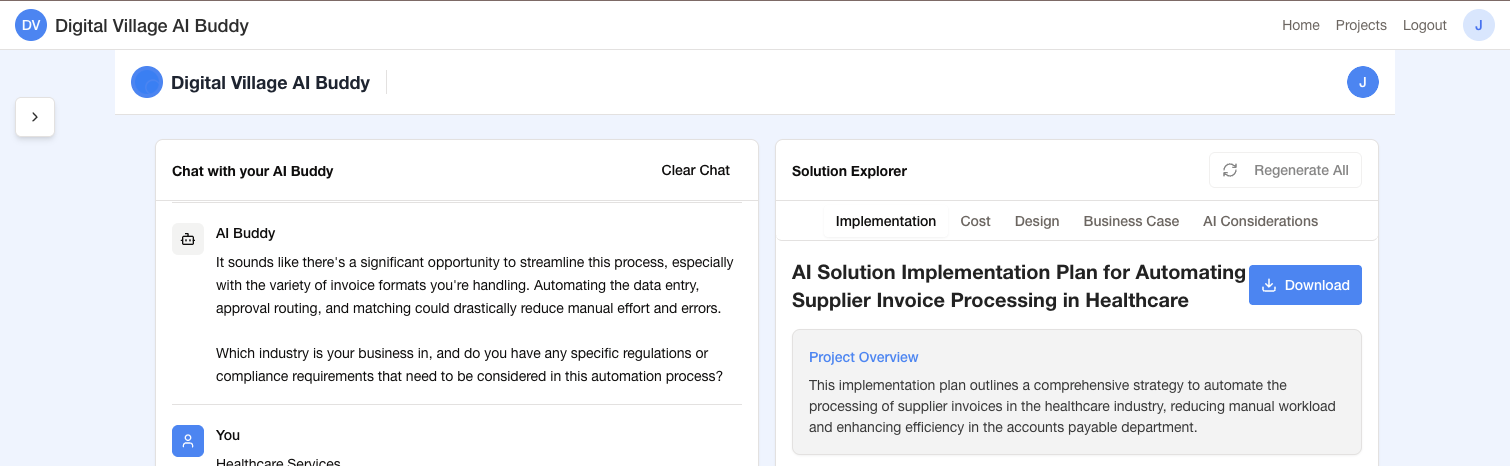 DV Digital Village AI Buddy Home Projects Logout J
Digital Village AI Buddy J
Chat with your AI Buddy Clear Chat
AI Buddy
It sounds like there's a significant opportunity to streamline this process, especially
with the variety of invoice formats you're handling. Automating the data entry,
approval routing, and matching could drastically reduce manual effort and errors.
Which industry is your business in, and do you have any specific regulations or
compliance requirements that need to be considered in this automation process?
You
Healthcare Services
Solution Explorer Regenerate All
Implementation Cost Design Business Case AI Considerations
AI Solution Implementation Plan for Automating
Supplier Invoice Processing in Healthcare
Download
Project Overview
This implementation plan outlines a comprehensive strategy to automate the
processing of supplier invoices in the healthcare industry, reducing manual workload
and enhancing efficiency in the accounts payable department.